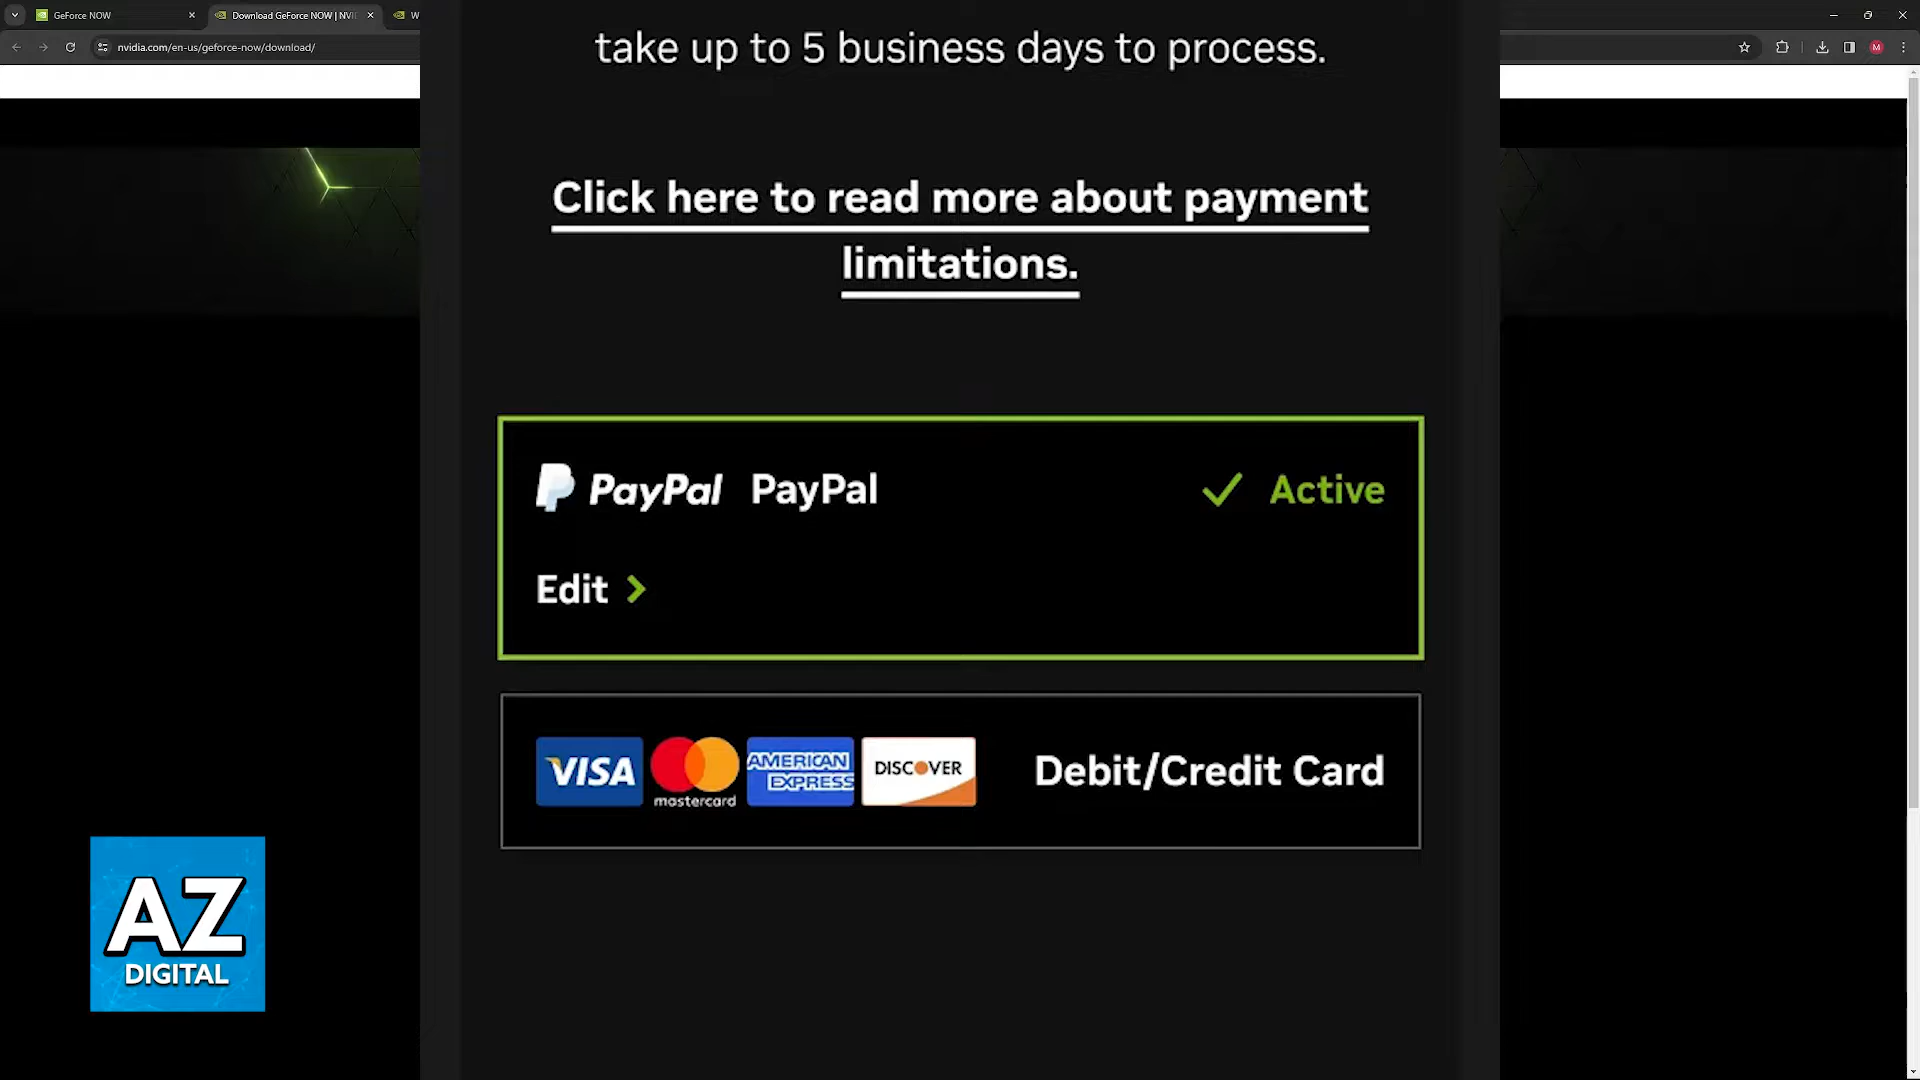 GeForce NOW
Download GeForce NOW | NVI
W
nvidia.com/en-us/geforce-now/download/
M
take up to 5 business days to process.
Click here to read more about payment
limitations.
PayPal PayPal
Active
Edit
VISA
mastercard
AMERICAN
EXPRESS
DISCOVER
Debit/Credit Card
AZ
DIGITAL